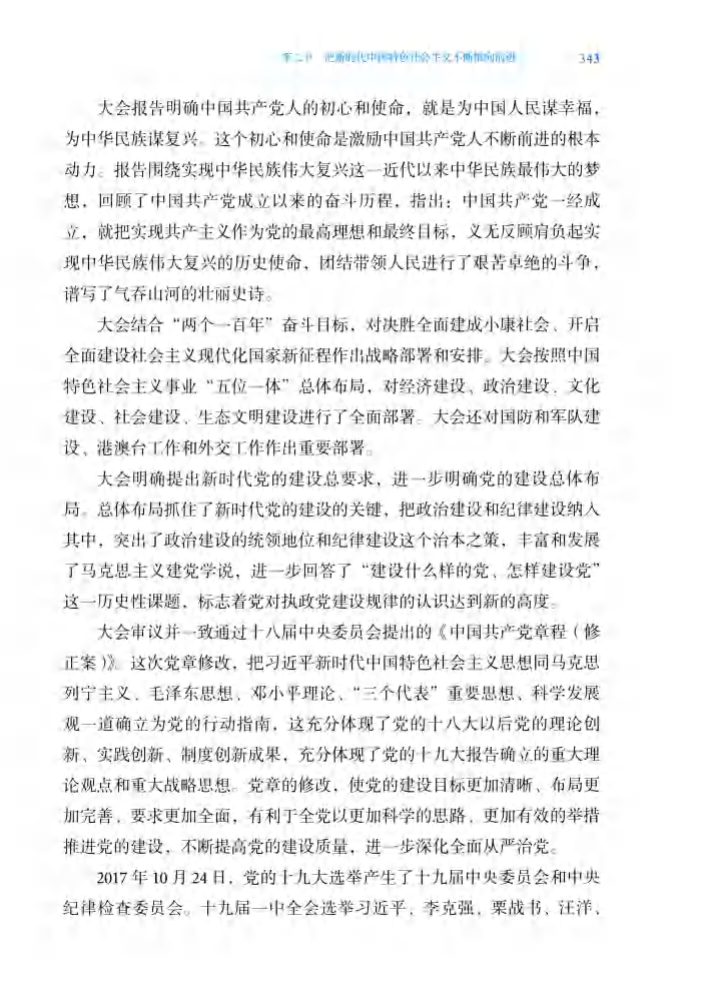 第二节 把新时代中国特色社会主义不断推向前进 343
大会报告明确中国共产党人的初心和使命，就是为中国人民谋幸福，
为中华民族谋复兴。这个初心和使命是激励中国共产党人不断前进的根本
动力。报告围绕实现中华民族伟大复兴这一近代以来中华民族最伟大的梦
想，回顾了中国共产党成立以来的奋斗历程，指出：中国共产党一经成
立，就把实现共产主义作为党的最高理想和最终目标，义无反顾肩负起实
现中华民族伟大复兴的历史使命，团结带领人民进行了艰苦卓绝的斗争，
谱写了气吞山河的壮丽史诗。
大会结合“两个一百年”奋斗目标，对决胜全面建成小康社会、开启
全面建设社会主义现代化国家新征程作出战略部署和安排。大会按照中国
特色社会主义事业“五位一体”总体布局，对经济建设、政治建设、文化
建设、社会建设、生态文明建设进行了全面部署。大会还对国防和军队建
设、港澳台工作和外交工作作出重要部署。
大会明确提出新时代党的建设总要求，进一步明确党的建设总体布
局。总体布局抓住了新时代党的建设的关键，把政治建设和纪律建设纳入
其中，突出了政治建设的统领地位和纪律建设这个治本之策，丰富和发展
了马克思主义建党学说，进一步回答了“建设什么样的党、怎样建设党”
这一历史性课题，标志着党对执政党建设规律的认识达到新的高度。
大会审议并一致通过十八届中央委员会提出的《中国共产党章程（修
正案）》。这次党章修改，把习近平新时代中国特色社会主义思想同马克思
列宁主义、毛泽东思想、邓小平理论、“三个代表”重要思想、科学发展
观一道确立为党的行动指南，这充分体现了党的十八大以后党的理论创
新、实践创新、制度创新成果，充分体现了党的十九大报告确立的重大理
论观点和重大战略思想。党章的修改，使党的建设目标更加清晰、布局更
加完善、要求更加全面，有利于全党以更加科学的思路、更加有效的举措
推进党的建设，不断提高党的建设质量，进一步深化全面从严治党。
2017 年 10 月 24 日，党的十九大选举产生了十九届中央委员会和中央
纪律检查委员会。十九届一中全会选举习近平、李克强、栗战书、汪洋、